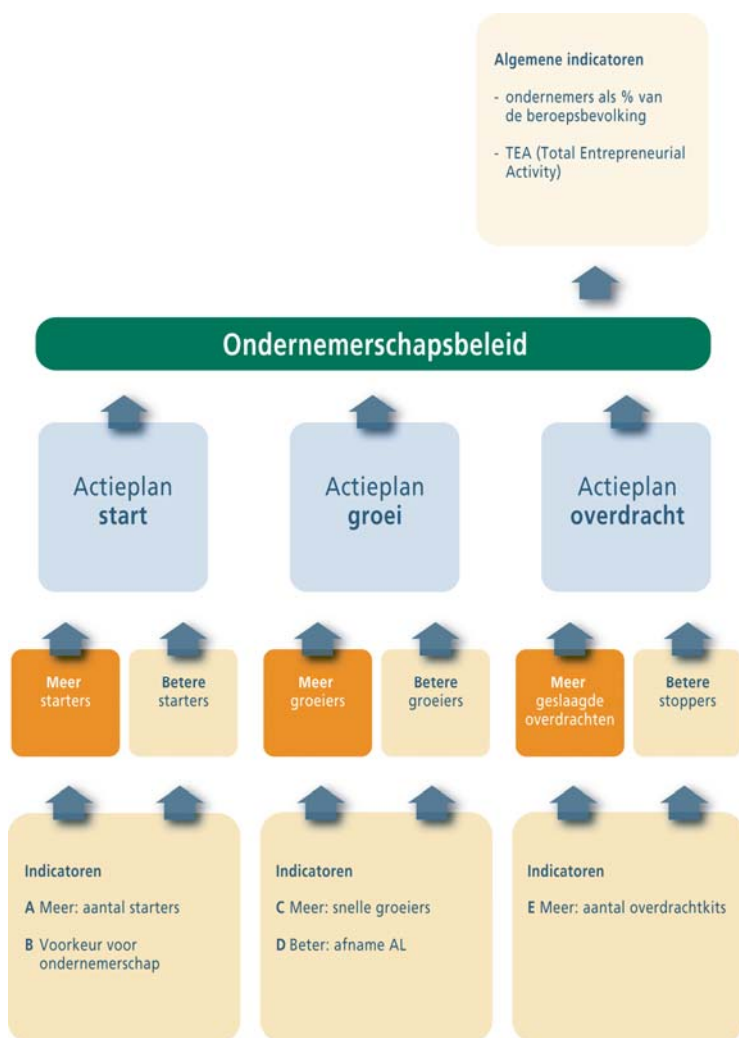 Algemene indicatoren
- ondernemers als % van
de beroepsbevolking
- TEA (Total Entrepreneurial
Activity)
Ondernemerschapsbeleid
Actieplan
start
Actieplan
groei
Actieplan
overdracht
Meer
starters
Betere
starters
Meer
groeiers
Betere
groeiers
Meer
geslaagde
overdrachten
Betere
stoppers
Indicatoren
A Meer: aantal starters
B Voorkeur voor
ondernemerschap
Indicatoren
C Meer: snelle groeiers
D Beter: afname AL
Indicatoren
E Meer: aantal overdrachtkits